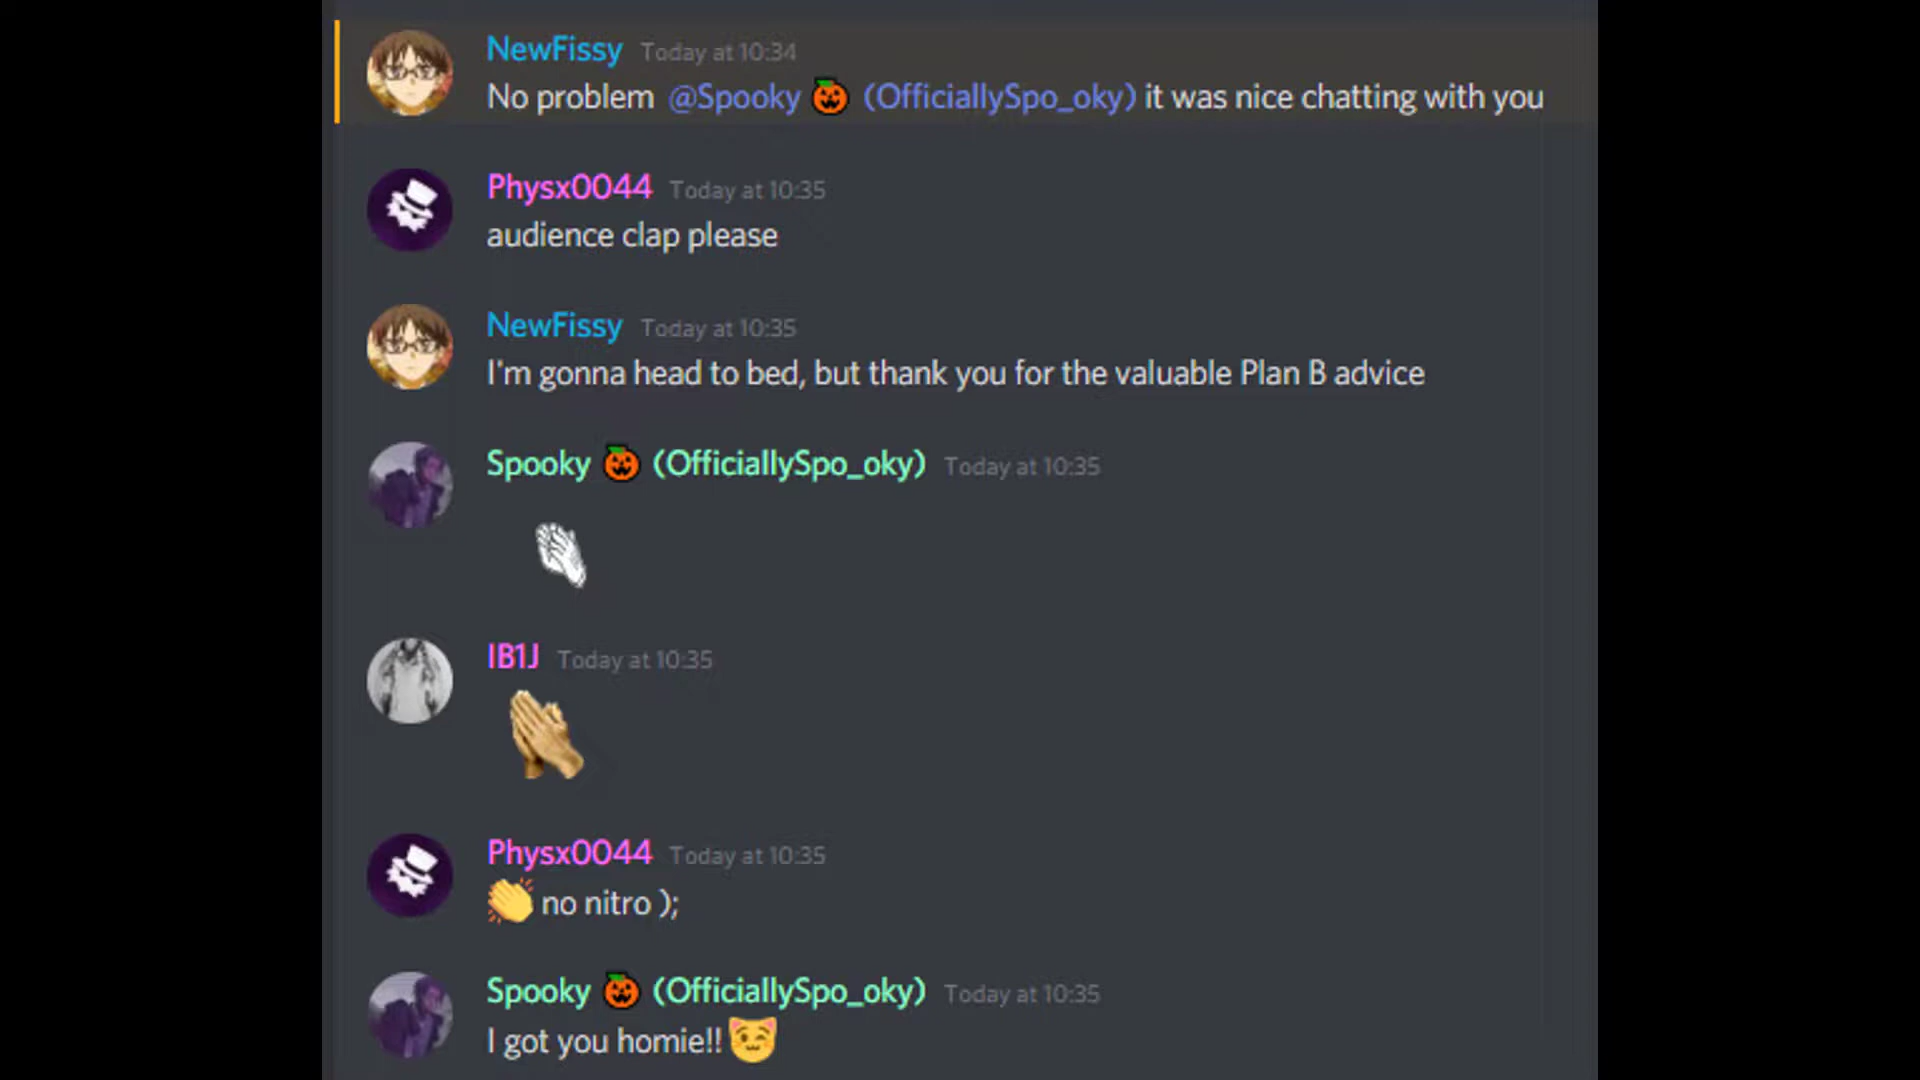 NewFissy Today at 10:34
No problem @Spooky 🎃 (OfficiallySpo_oky) it was nice chatting with you
Physx0044 Today at 10:35
audience clap please
NewFissy Today at 10:35
I'm gonna head to bed, but thank you for the valuable Plan B advice
Spooky 🎃 (OfficiallySpo_oky) Today at 10:35
IB1J Today at 10:35
Physx0044 Today at 10:35
👏 no nitro );
Spooky 🎃 (OfficiallySpo_oky) Today at 10:35
I got you homie!! 😼